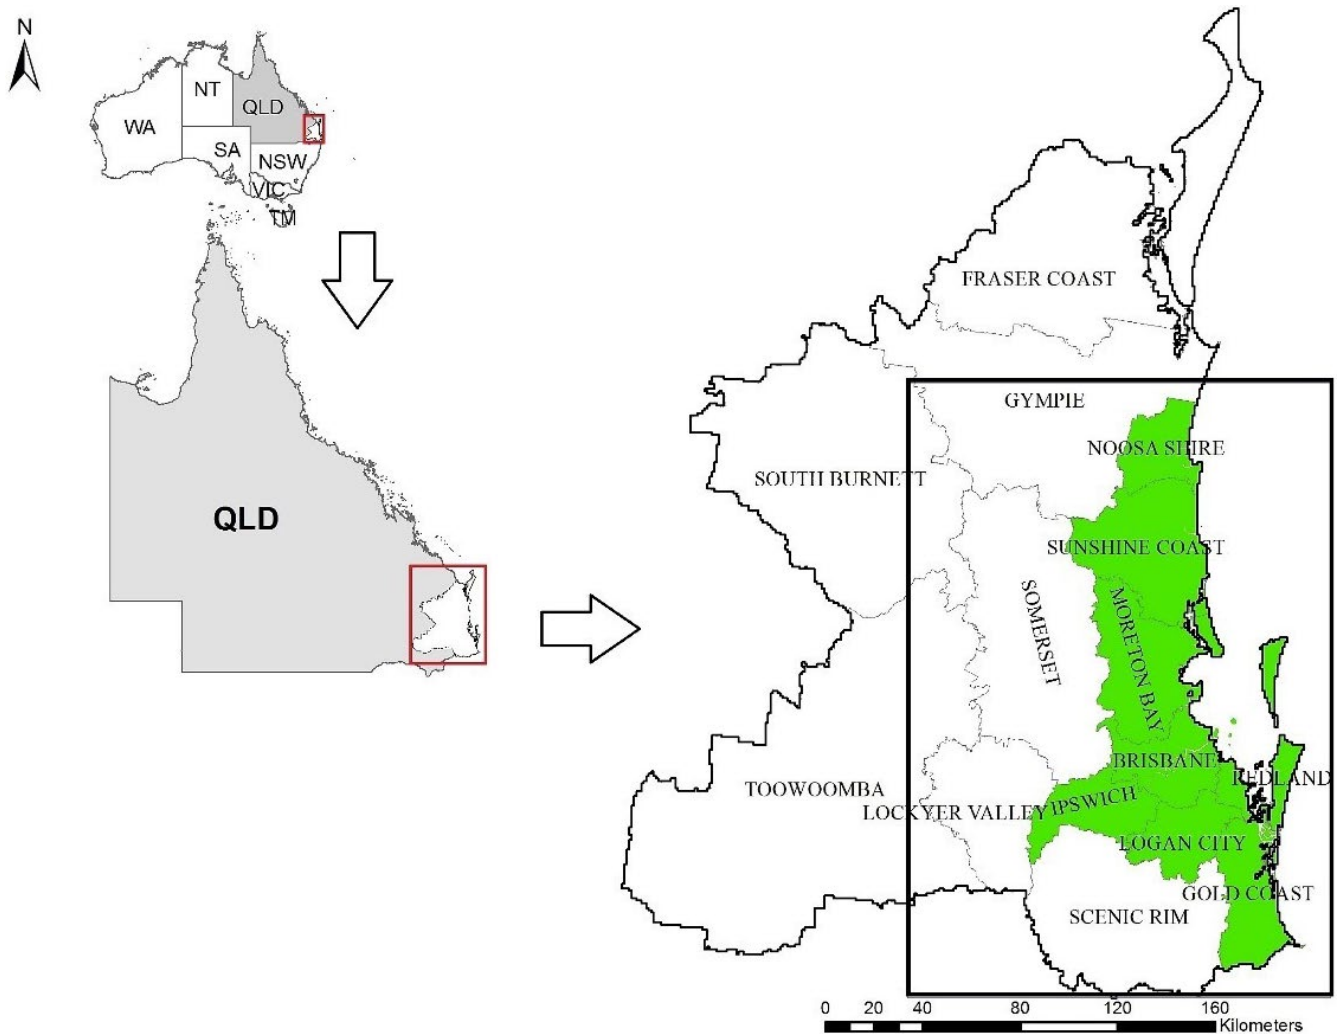 N
NT
QLD
WA
SA
NSW
VIC
TM
FRASER COAST
GYMPIE
NOOSA SHIRE
SOUTH BURNETT
QLD
SUNSHINE COAST
SOMERSET
MORETON BAY
BRISBANE
REDLAND
TOOWOOMBA
LOCKYER VALLEY
IPSWICH
LOGAN CITY
GOLD COAST
SCENIC RIM
0 20 40 80 120 160
Kilometers